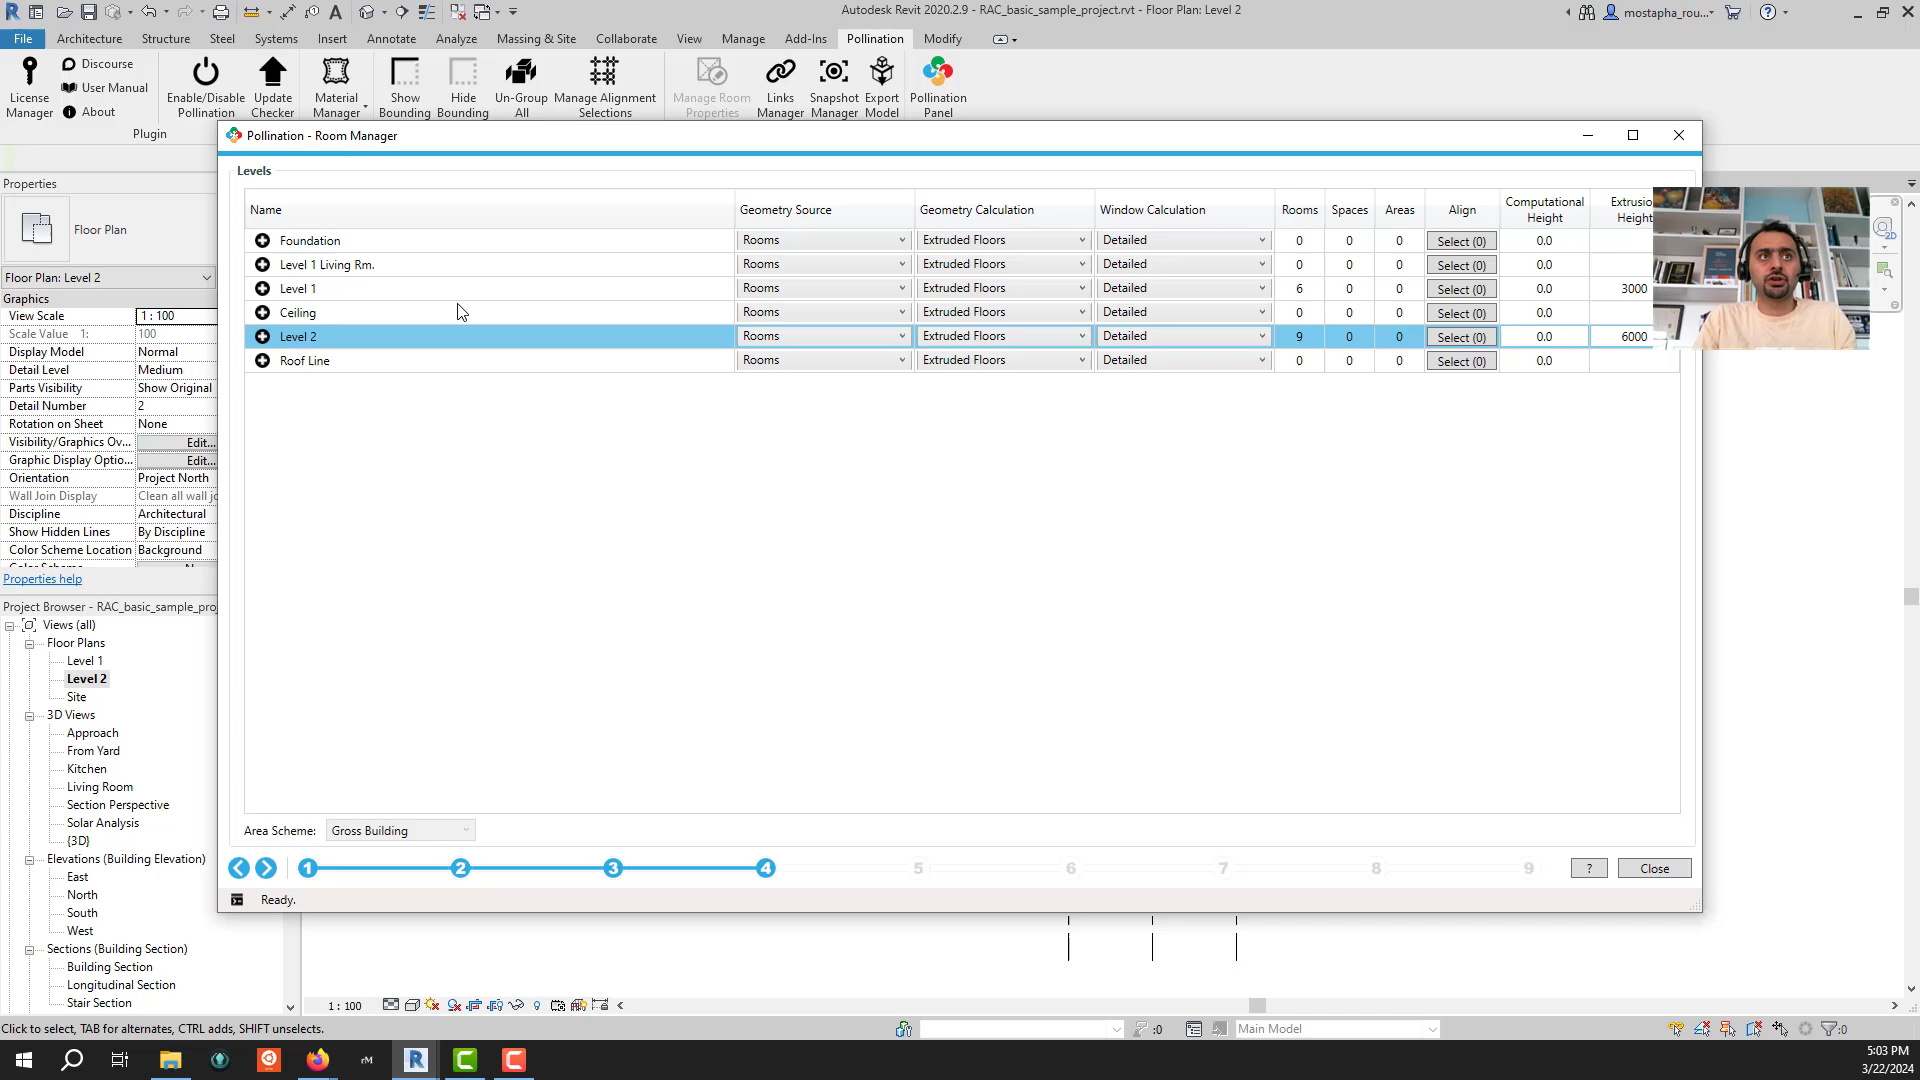 Autodesk Revit 2020.2.9 - RAC_basic_sample_project.rvt - Floor Plan: Level 2
mostapha_rou...
File Architecture Structure Steel Systems Insert Annotate Analyze Massing & Site Collaborate View Manage Add-Ins Pollination Modify
Discourse
User Manual
About
License Manager
Enable/Disable Pollination
Update Checker
Material Manager
Show Bounding
Hide Bounding
Un-Group All
Manage Alignment Selections
Manage Room Properties
Links Manager
Snapshot Manager
Export Model
Pollination Panel
Plugin
Pollination - Room Manager
Levels
Name Geometry Source Geometry Calculation Window Calculation Rooms Spaces Areas Align Computational Height Extrusio Height
Foundation Rooms Extruded Floors Detailed 0 0 0 Select (0) 0.0
Level 1 Living Rm. Rooms Extruded Floors Detailed 0 0 0 Select (0) 0.0
Level 1 Rooms Extruded Floors Detailed 6 0 0 Select (0) 0.0 3000
Ceiling Rooms Extruded Floors Detailed 0 0 0 Select (0) 0.0
Level 2 Rooms Extruded Floors Detailed 9 0 0 Select (0) 0.0 6000
Roof Line Rooms Extruded Floors Detailed 0 0 0 Select (0) 0.0
Area Scheme: Gross Building
1 2 3 4 5 6 7 8 9
? Close
Ready.
Properties
Floor Plan
Floor Plan: Level 2
Graphics
View Scale 1 : 100
Scale Value 1: 100
Display Model Normal
Detail Level Medium
Parts Visibility Show Original
Detail Number 2
Rotation on Sheet None
Visibility/Graphics Ov... Edit...
Graphic Display Optio... Edit...
Orientation Project North
Wall Join Display Clean all wall jo
Discipline Architectural
Show Hidden Lines By Discipline
Color Scheme Location Background
Properties help
Project Browser - RAC_basic_sample_proj
Views (all)
Floor Plans
Level 1
Level 2
Site
3D Views
Approach
From Yard
Kitchen
Living Room
Section Perspective
Solar Analysis
{3D}
Elevations (Building Elevation)
East
North
South
West
Sections (Building Section)
Building Section
Longitudinal Section
Stair Section
1 : 100
Click to select, TAB for alternates, CTRL adds, SHIFT unselects.
:0
Main Model
:0
rM
5:03 PM
3/22/2024